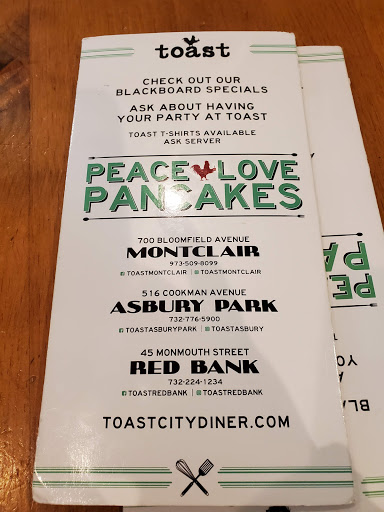 toast
CHECK OUT OUR
BLACKBOARD SPECIALS
ASK ABOUT HAVING
YOUR PARTY AT TOAST
TOAST T-SHIRTS AVAILABLE
ASK SERVER
PEACE LOVE
PANCAKES
700 BLOOMFIELD AVENUE
MONTCLAIR
973-509-8099
TOASTMONTCLAIR | TOASTMONTCLAIR
516 COOKMAN AVENUE
ASBURY PARK
732-776-5900
TOASTASBURYPARK | TOASTASBURY
45 MONMOUTH STREET
RED BANK
732-224-1234
TOASTREDBANK | TOASTREDBANK
TOASTCITYDINER.COM